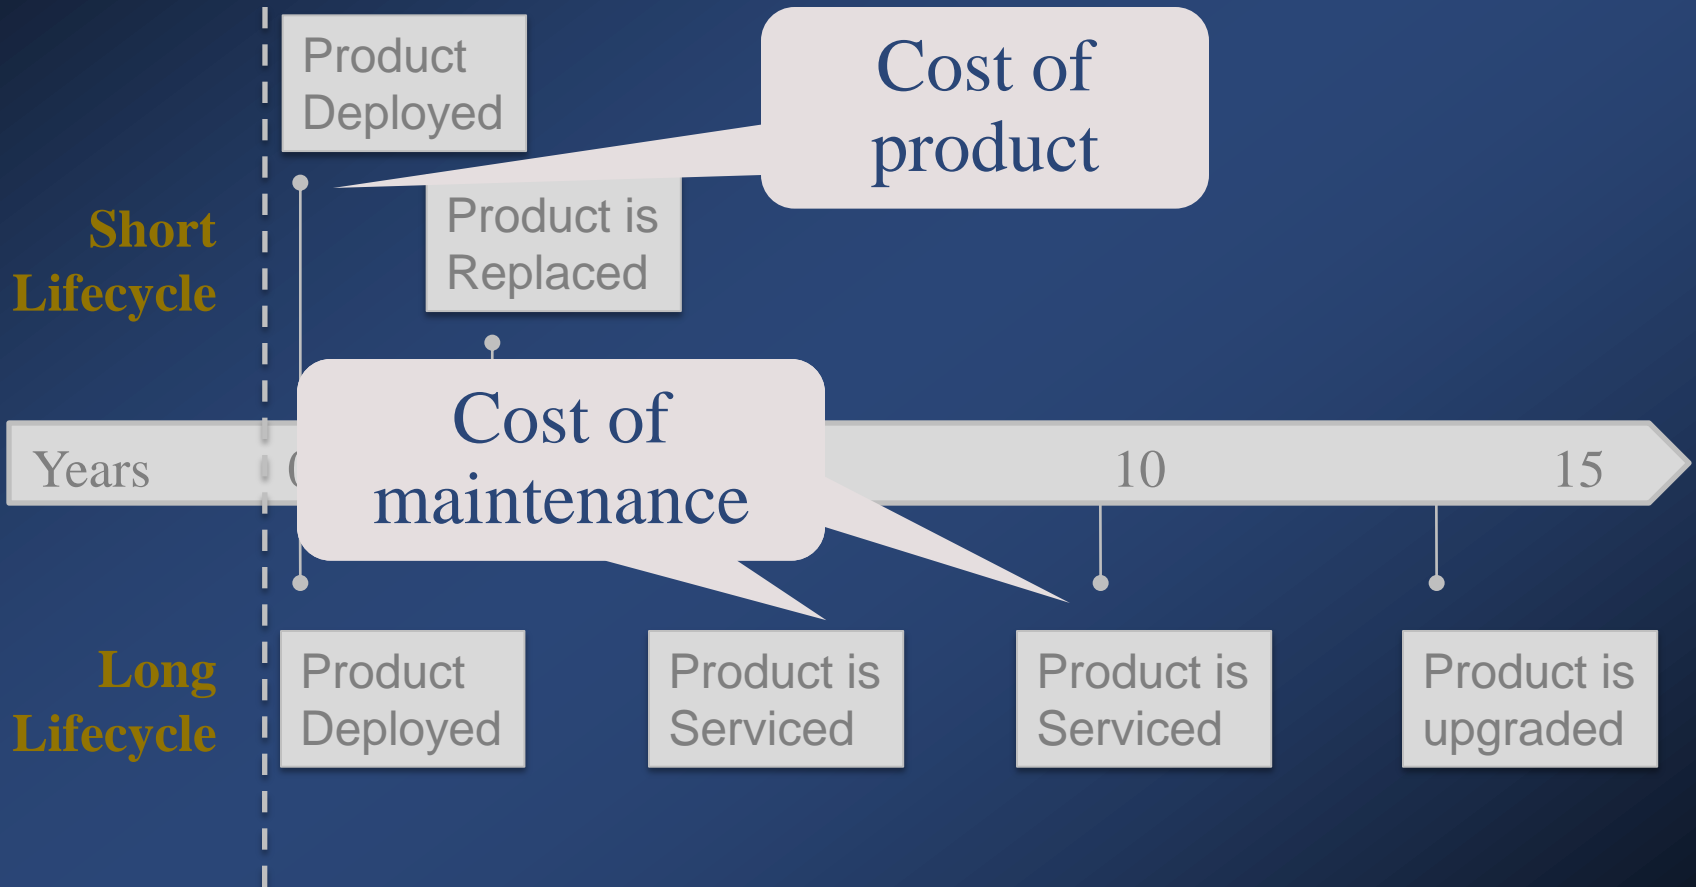 Product
Deployed
Cost of
product
Product is
Replaced
Short
Lifecycle
Cost of
maintenance
Years
10
15
Long
Lifecycle
Product
Deployed
Product is
Serviced
Product is
Serviced
Product is
upgraded